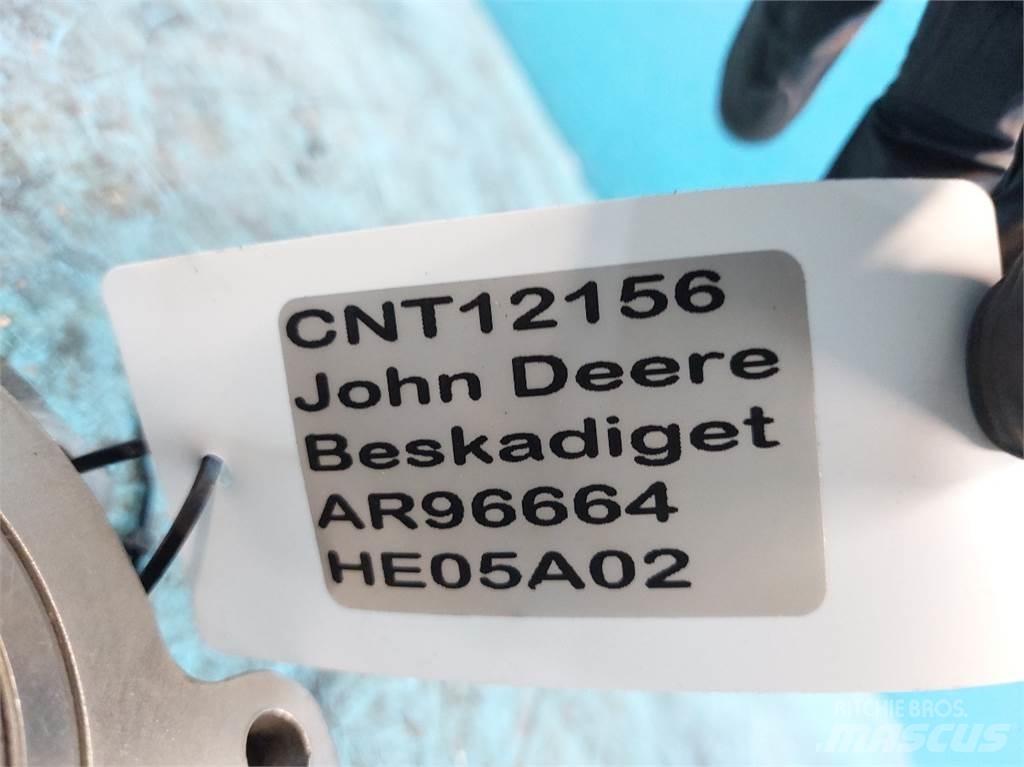 CNT12156
John Deere
Beskadiget
AR96664
HE05A02
RITCHIE BROS.
MASCUS